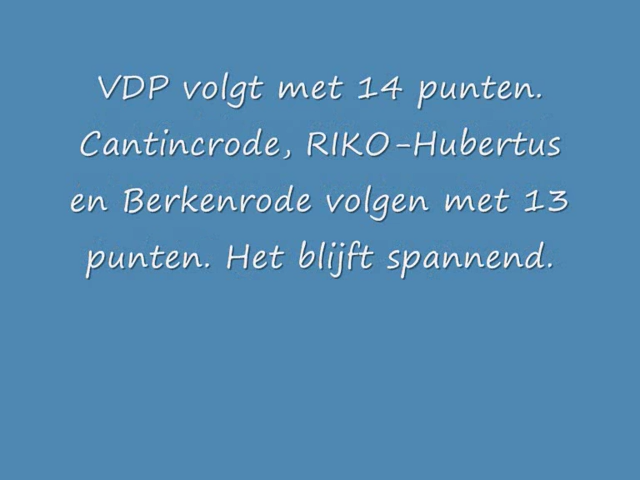 VDP volgt met 14 punten.
Cantincrode, RIKO-Hubertus
en Berkenrode volgen met 13
punten. Het blijft spannend.